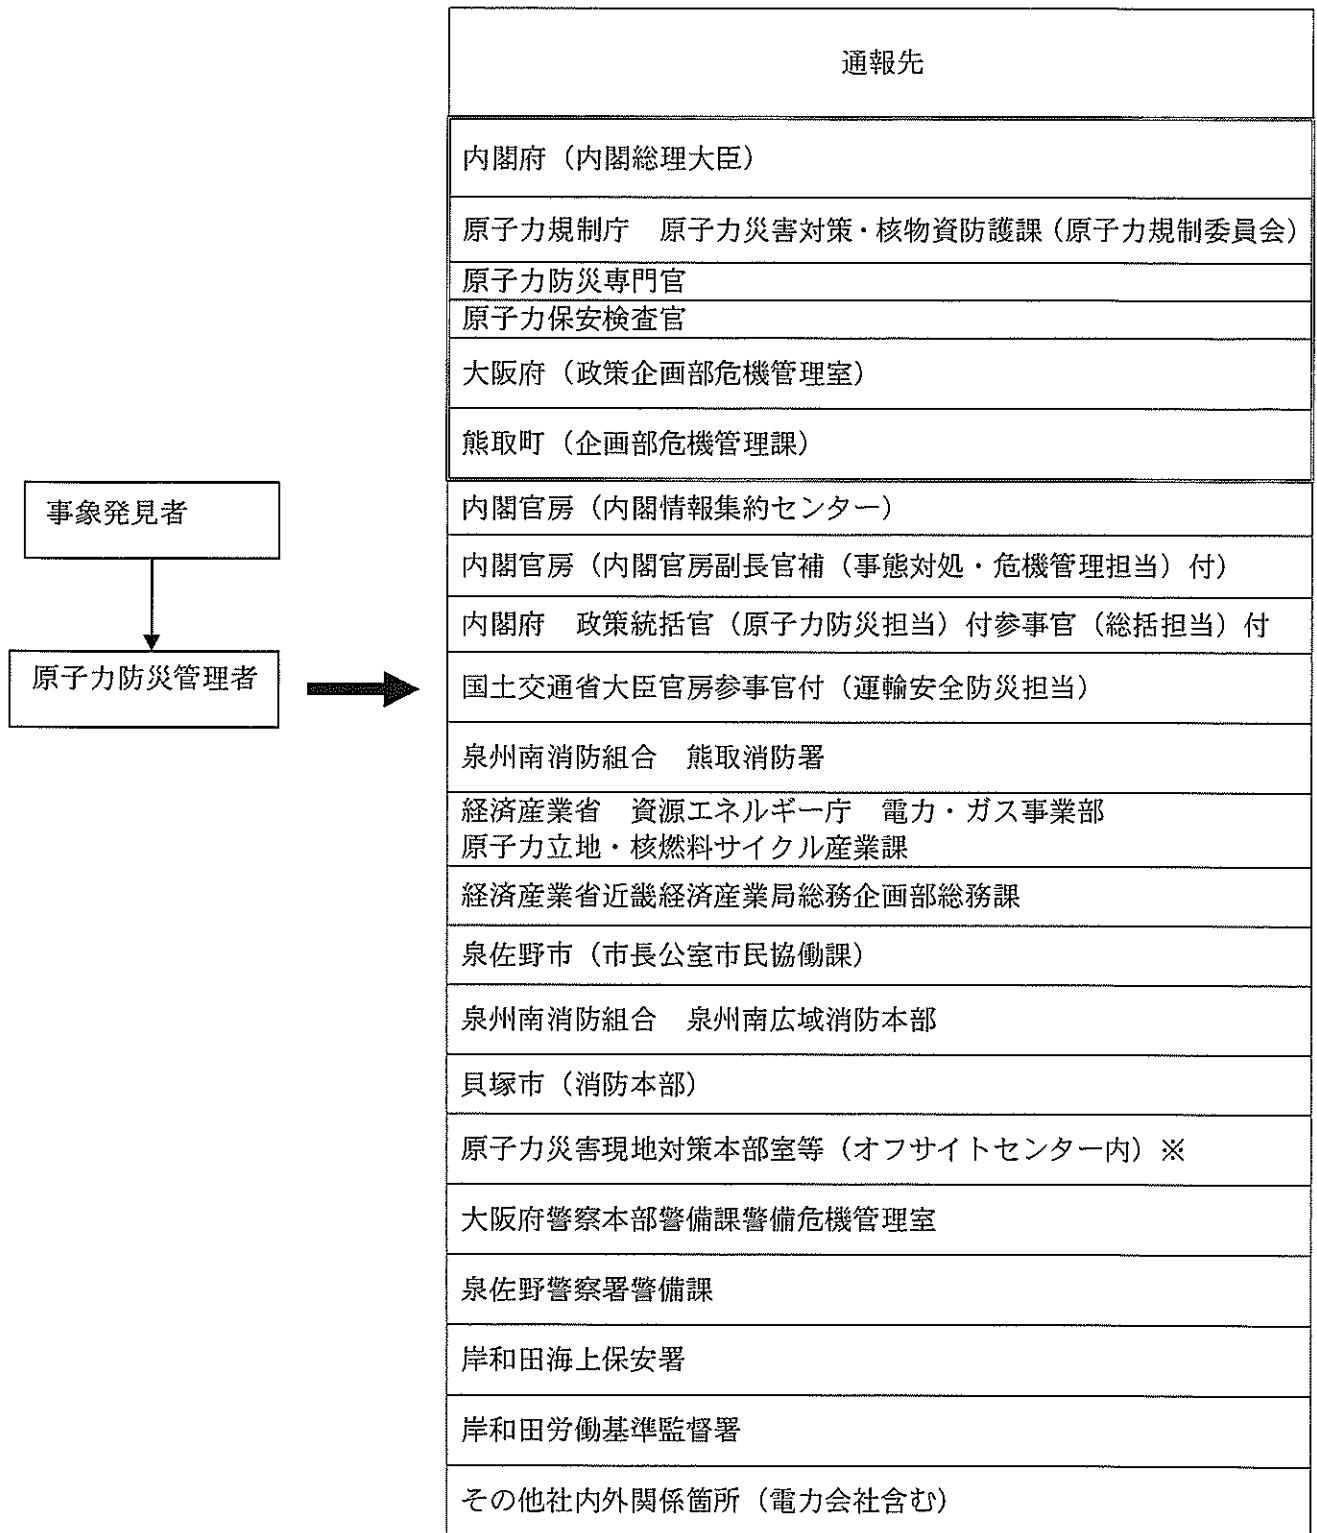 通報先
内閣府（内閣総理大臣）
原子力規制庁　原子力災害対策・核物資防護課（原子力規制委員会）
原子力防災専門官
原子力保安検査官
大阪府（政策企画部危機管理室）
熊取町（企画部危機管理課）
事象発見者
原子力防災管理者
内閣官房（内閣情報集約センター）
内閣官房（内閣官房副長官補（事態対処・危機管理担当）付）
内閣府　政策統括官（原子力防災担当）付参事官（総括担当）付
国土交通省大臣官房参事官付（運輸安全防災担当）
泉州南消防組合　熊取消防署
経済産業省　資源エネルギー庁　電力・ガス事業部
原子力立地・核燃料サイクル産業課
経済産業省近畿経済産業局総務企画部総務課
泉佐野市（市長公室市民協働課）
泉州南消防組合　泉州南広域消防本部
貝塚市（消防本部）
原子力災害現地対策本部室等（オフサイトセンター内）※
大阪府警察本部警備課警備危機管理室
泉佐野警察署警備課
岸和田海上保安署
岸和田労働基準監督署
その他社内外関係箇所（電力会社含む）